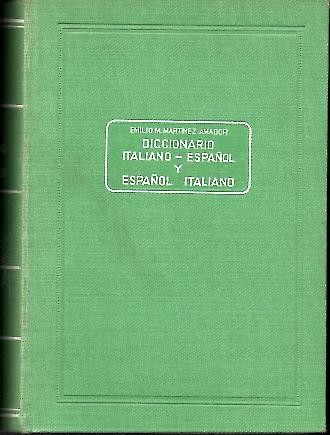 EMILIO M. MARTINEZ AMADOR
DICCIONARIO
ITALIANO - ESPAÑOL
Y
ESPAÑOL ITALIANO